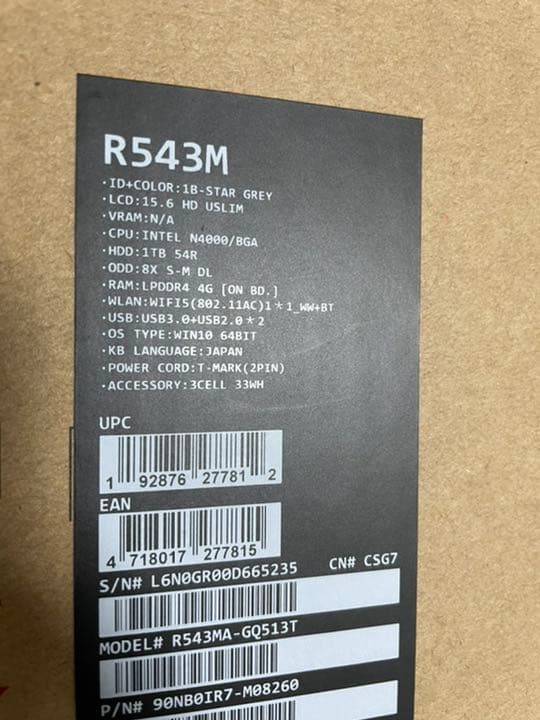 R543M
·ID+COLOR:1B-STAR GREY
·LCD:15.6 HD USLIM
·VRAM:N/A
·CPU:INTEL N4000/BGA
·HDD:1TB 54R
·ODD:8X S-M DL
·RAM:LPDDR4 4G [ON BD.]
·WLAN:WIFI5(802.11AC)1*1_WW+BT
·USB:USB3.0+USB2.0*2
·OS TYPE:WIN10 64BIT
·KB LANGUAGE:JAPAN
·POWER CORD:T-MARK(2PIN)
·ACCESSORY:3CELL 33WH
UPC
1 92876 27781 2
EAN
4 718017 277815
S/N# L6N0GR00D665235 CN# CSG7
MODEL# R543MA-GQ513T
P/N# 90NB0IR7-M08260